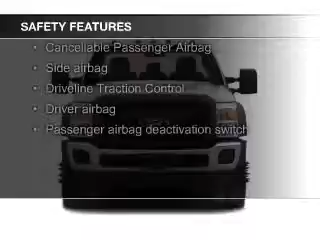 SAFETY FEATURES
• Cancellable Passenger Airbag
• Side airbag
• Driveline Traction Control
• Driver airbag
• Passenger airbag deactivation switch